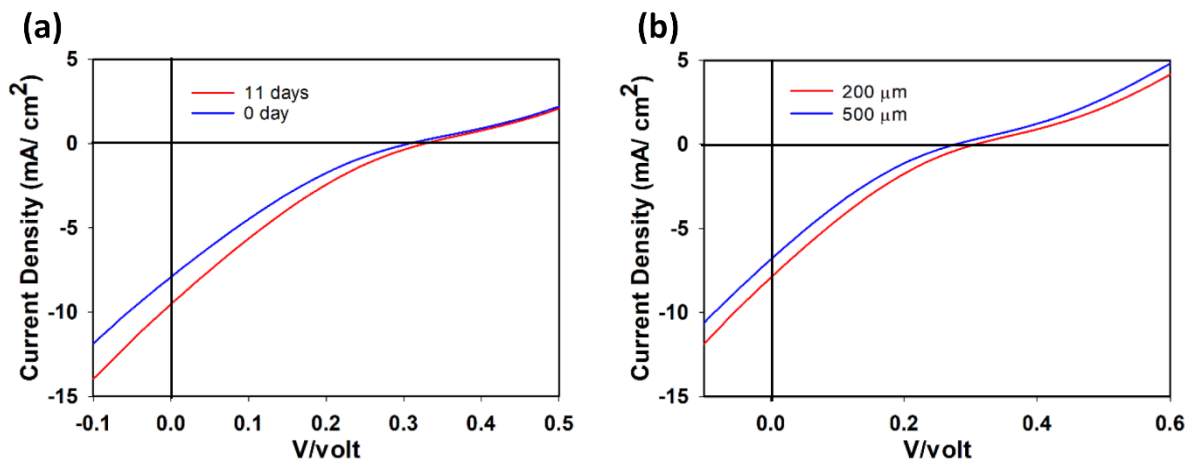 (a)
Current Density (mA/ cm²)
5
0
-5
-10
-15
11 days
0 day
-0.1 0.0 0.1 0.2 0.3 0.4 0.5
V/volt
(b)
Current Density (mA/ cm²)
5
0
-5
-10
-15
200 μm
500 μm
0.0 0.2 0.4 0.6
V/volt